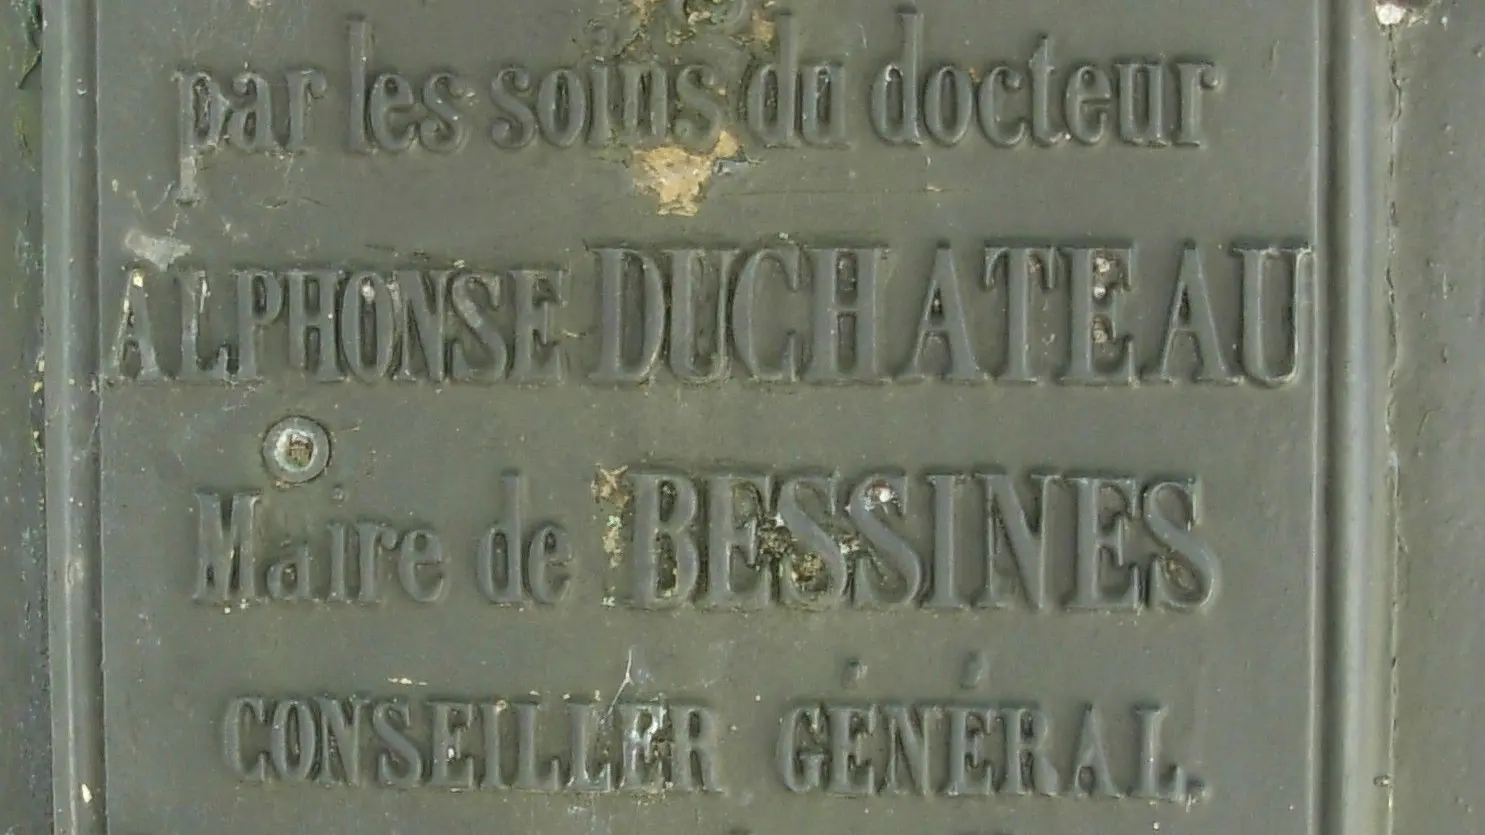 par les soins du docteur
ALPHONSE DUCHATEAU
Maire de BESSINES
CONSEILLER GÉNÉRAL.